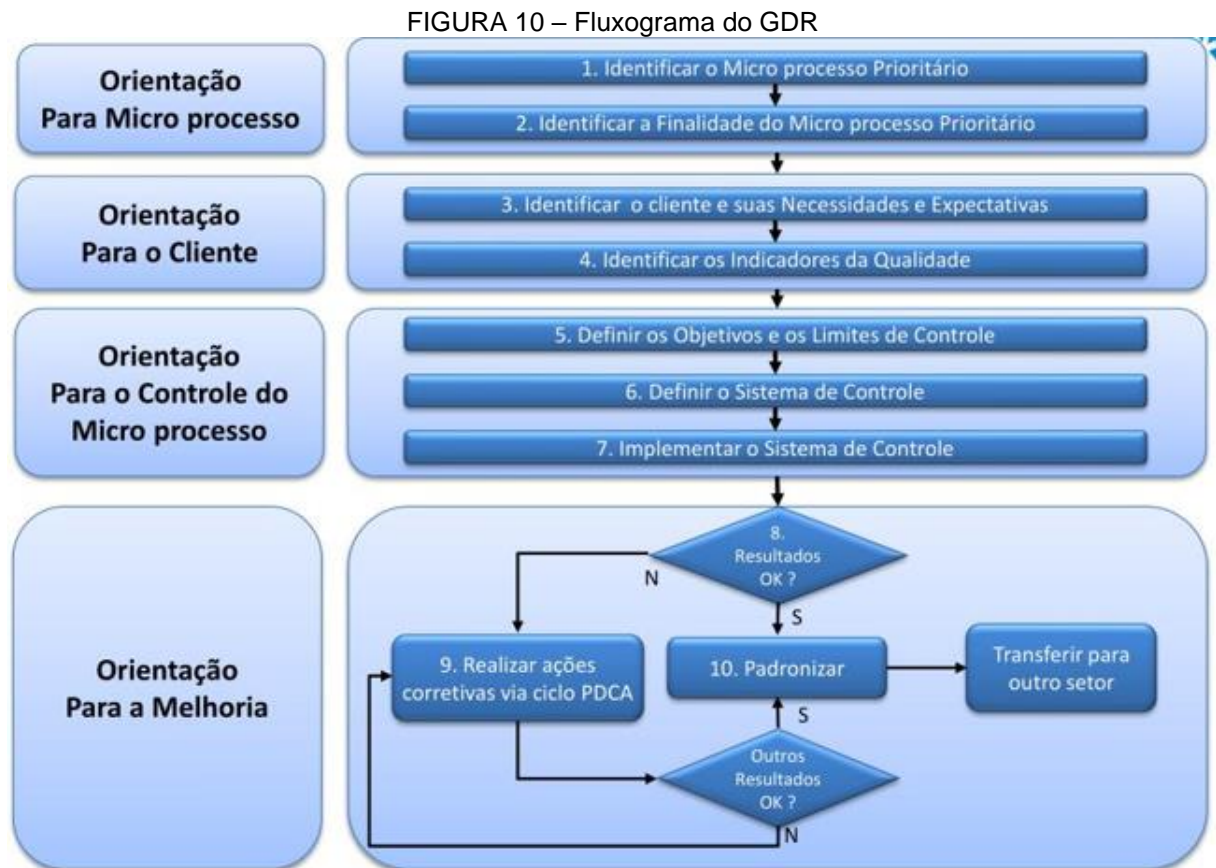 FIGURA 10 – Fluxograma do GDR
Orientação
Para Micro processo
1. Identificar o Micro processo Prioritário
2. Identificar a Finalidade do Micro processo Prioritário
Orientação
Para o Cliente
3. Identificar o cliente e suas Necessidades e Expectativas
4. Identificar os Indicadores da Qualidade
Orientação
Para o Controle do
Micro processo
5. Definir os Objetivos e os Limites de Controle
6. Definir o Sistema de Controle
7. Implementar o Sistema de Controle
Orientação
Para a Melhoria
8.
Resultados
OK ?
N
S
9. Realizar ações
corretivas via ciclo PDCA
10. Padronizar
Transferir para
outro setor
S
Outros
Resultados
OK ?
N